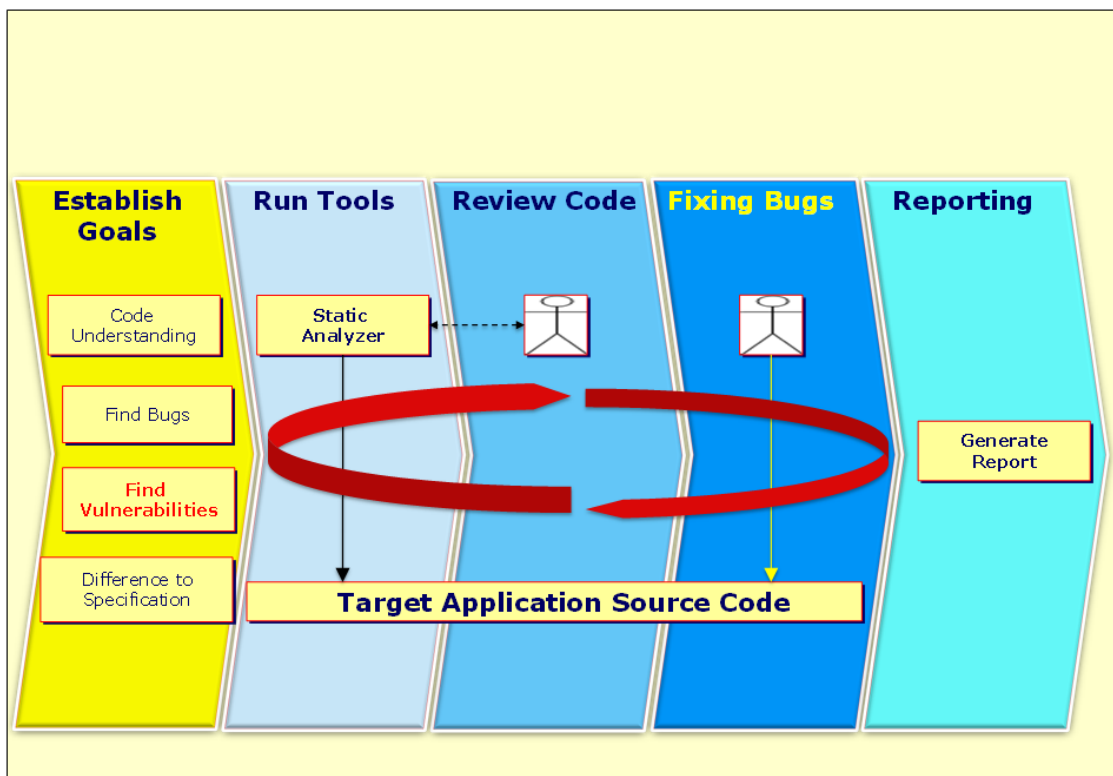 Establish
Goals
Run Tools
Review Code
Fixing Bugs
Reporting
Code
Understanding
Static
Analyzer
Find Bugs
Generate
Report
Find
Vulnerabilities
Difference to
Specification
Target Application Source Code